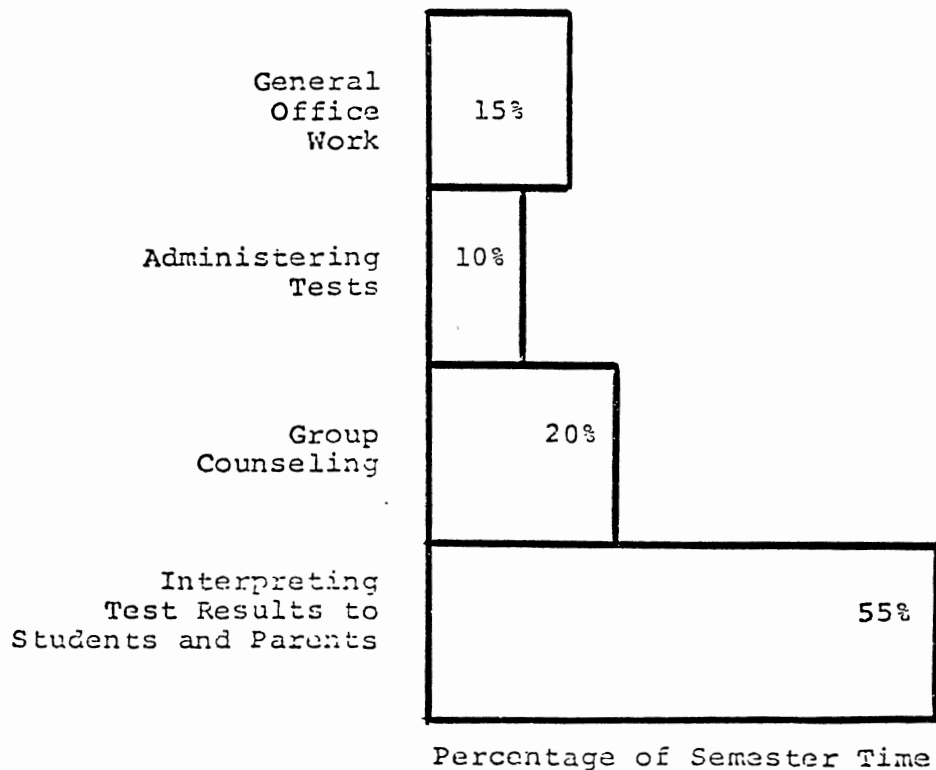 General
Office
Work
15%
Administering
Tests
10%
Group
Counseling
20%
Interpreting
Test Results to
Students and Parents
55%
Percentage of Semester Time